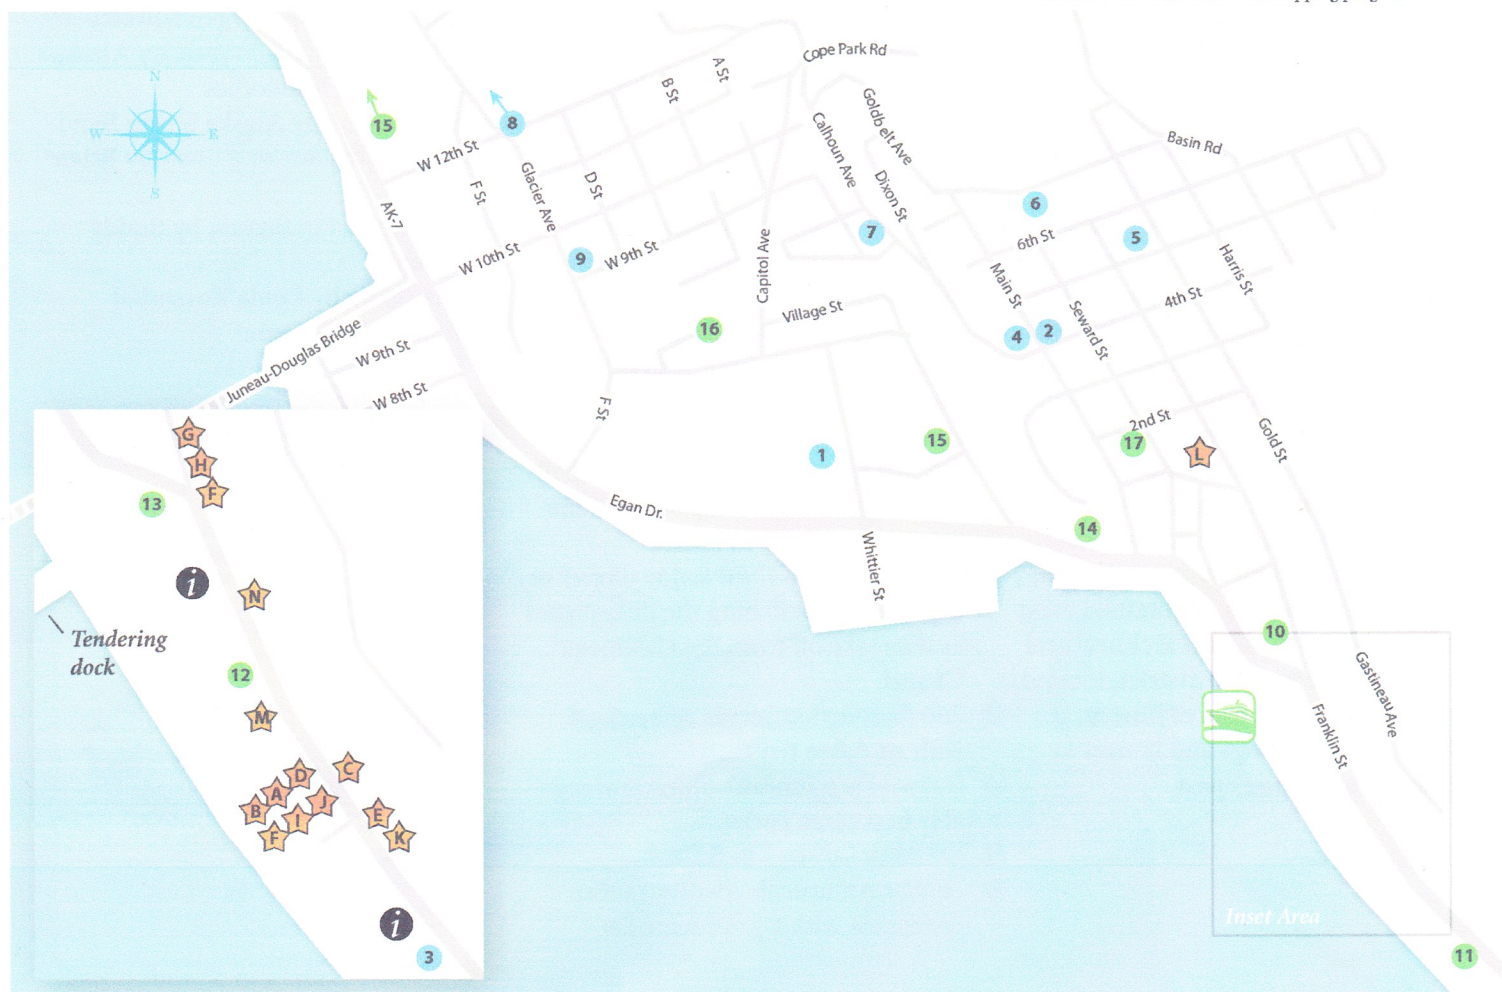 Cope Park Rd
A St
B St
N
W
E
S
15
8
Goldbelt Ave
Calhoun Ave
Basin Rd
W 12th St
F St
Glacier Ave
D St
Dixon St
AK-7
6
7
6th St
5
W 10th St
9
W 9th St
Capitol Ave
Main St
Harris St
4th St
Village St
16
4
2
Seward St
Juneau-Douglas Bridge
W 9th St
W 8th St
F St
2nd St
17
L
Gold St
1
15
G
H
F
13
Egan Dr.
14
Whittier St
i
N
Tendering
dock
12
10
M
Gastineau Ave
Franklin St
C
D
A
J
B
I
E
F
K
i
3
Inset Area
11